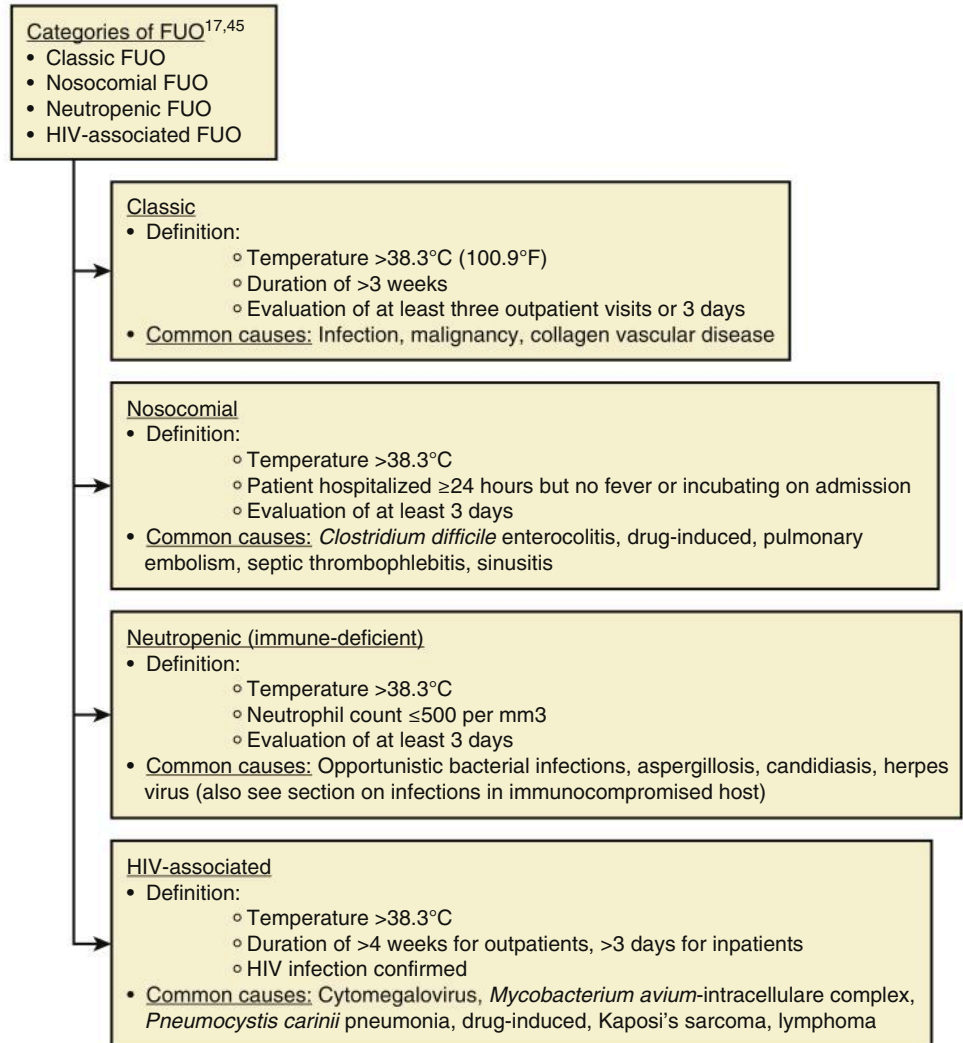 Categories of FUO17,45
• Classic FUO
• Nosocomial FUO
• Neutropenic FUO
• HIV-associated FUO
Classic
• Definition:
○ Temperature >38.3°C (100.9°F)
○ Duration of >3 weeks
○ Evaluation of at least three outpatient visits or 3 days
• Common causes: Infection, malignancy, collagen vascular disease
Nosocomial
• Definition:
○ Temperature >38.3°C
○ Patient hospitalized ≥24 hours but no fever or incubating on admission
○ Evaluation of at least 3 days
• Common causes: Clostridium difficile enterocolitis, drug-induced, pulmonary
embolism, septic thrombophlebitis, sinusitis
Neutropenic (immune-deficient)
• Definition:
○ Temperature >38.3°C
○ Neutrophil count ≤500 per mm3
○ Evaluation of at least 3 days
• Common causes: Opportunistic bacterial infections, aspergillosis, candidiasis, herpes
virus (also see section on infections in immunocompromised host)
HIV-associated
• Definition:
○ Temperature >38.3°C
○ Duration of >4 weeks for outpatients, >3 days for inpatients
○ HIV infection confirmed
• Common causes: Cytomegalovirus, Mycobacterium avium-intracellulare complex,
Pneumocystis carinii pneumonia, drug-induced, Kaposi's sarcoma, lymphoma